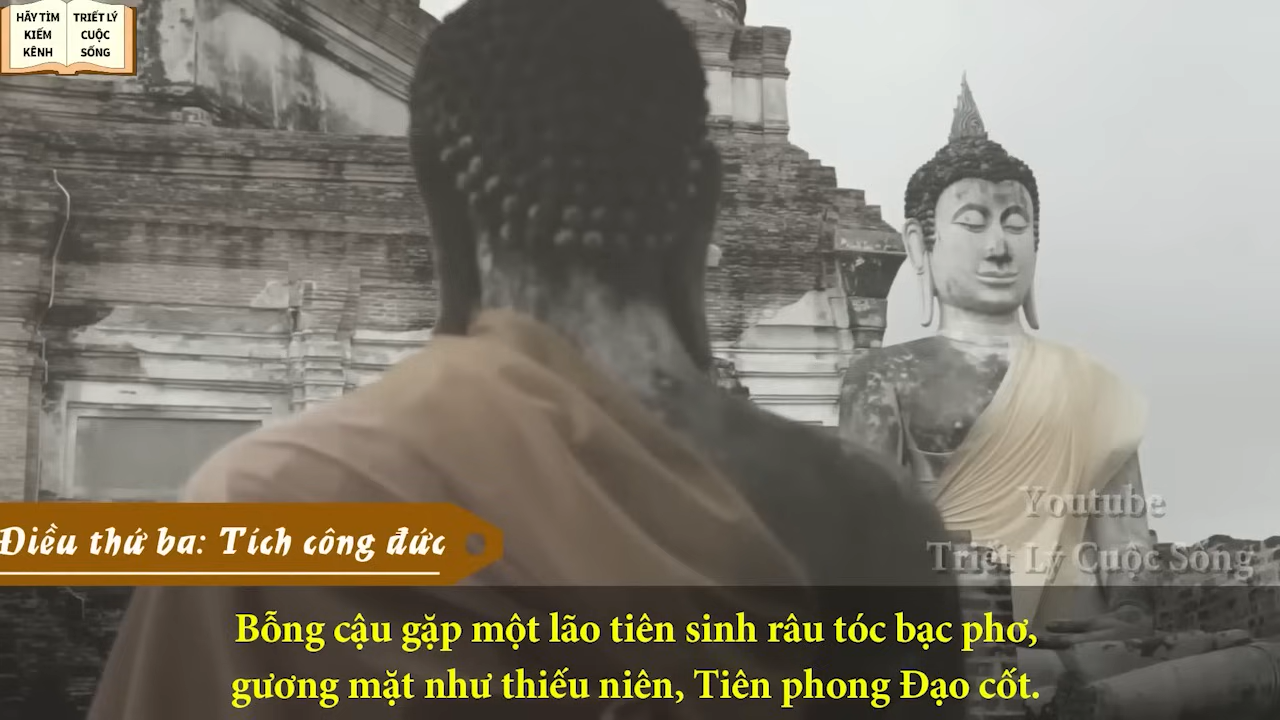 HÃY TÌM
KIẾM
KÊNH
TRIẾT LÝ
CUỘC
SỐNG
Youtube
Triết Lý Cuộc Sống
Điều thứ ba: Tích công đức
Bỗng cậu gặp một lão tiên sinh râu tóc bạc phơ,
gương mặt như thiếu niên, Tiên phong Đạo cốt.